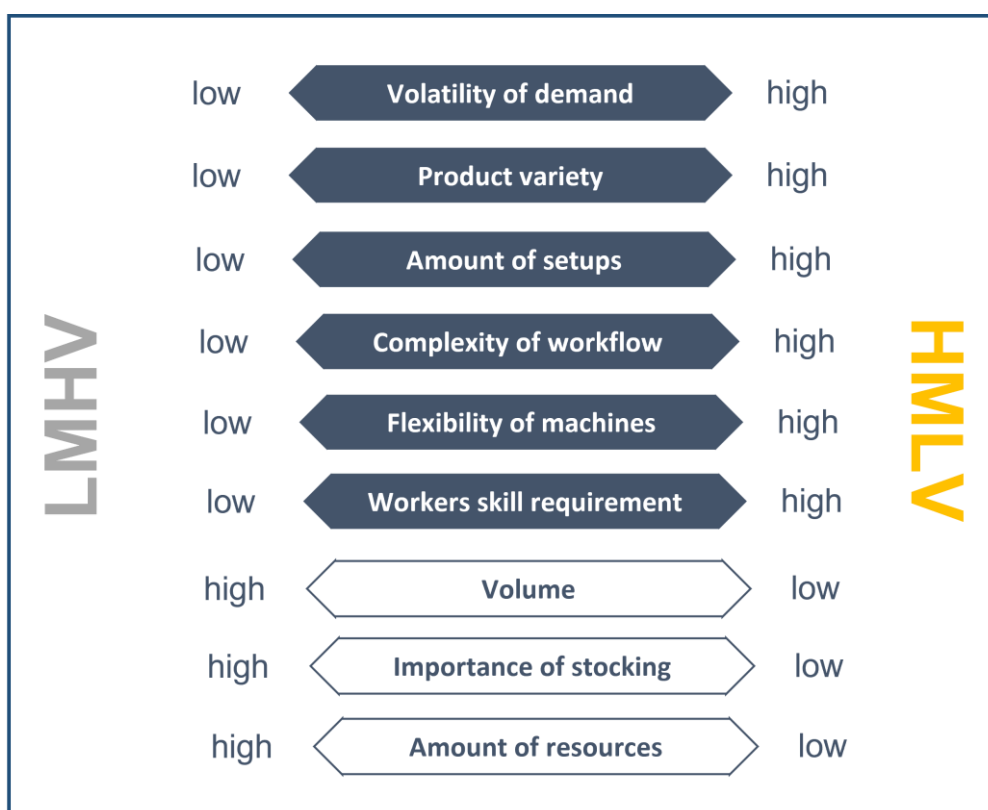 low Volatility of demand high
low Product variety high
low Amount of setups high
low Complexity of workflow high
low Flexibility of machines high
low Workers skill requirement high
high Volume low
high Importance of stocking low
high Amount of resources low
LMHV
HMLV